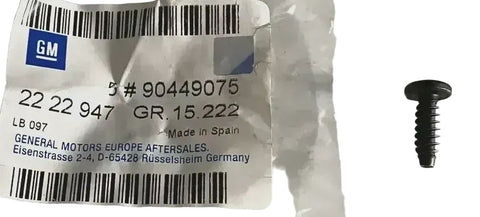 GM
5 # 90449075
22 22 947 GR.15.222
LB 097
Made in Spain
GENERAL MOTORS EUROPE AFTERSALES.
Eisenstrasse 2-4, D-65428 Rüsselsheim Germany